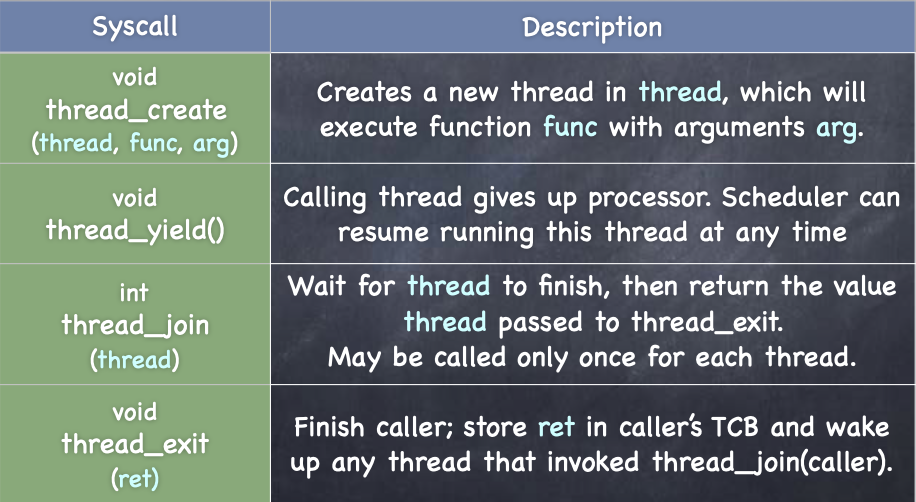 Syscall
Description
void
thread_create
(thread, func, arg)
Creates a new thread in thread, which will
execute function func with arguments arg.
void
thread_yield()
Calling thread gives up processor. Scheduler can
resume running this thread at any time
int
thread_join
(thread)
Wait for thread to finish, then return the value
thread passed to thread_exit.
May be called only once for each thread.
void
thread_exit
(ret)
Finish caller; store ret in caller's TCB and wake
up any thread that invoked thread_join(caller).